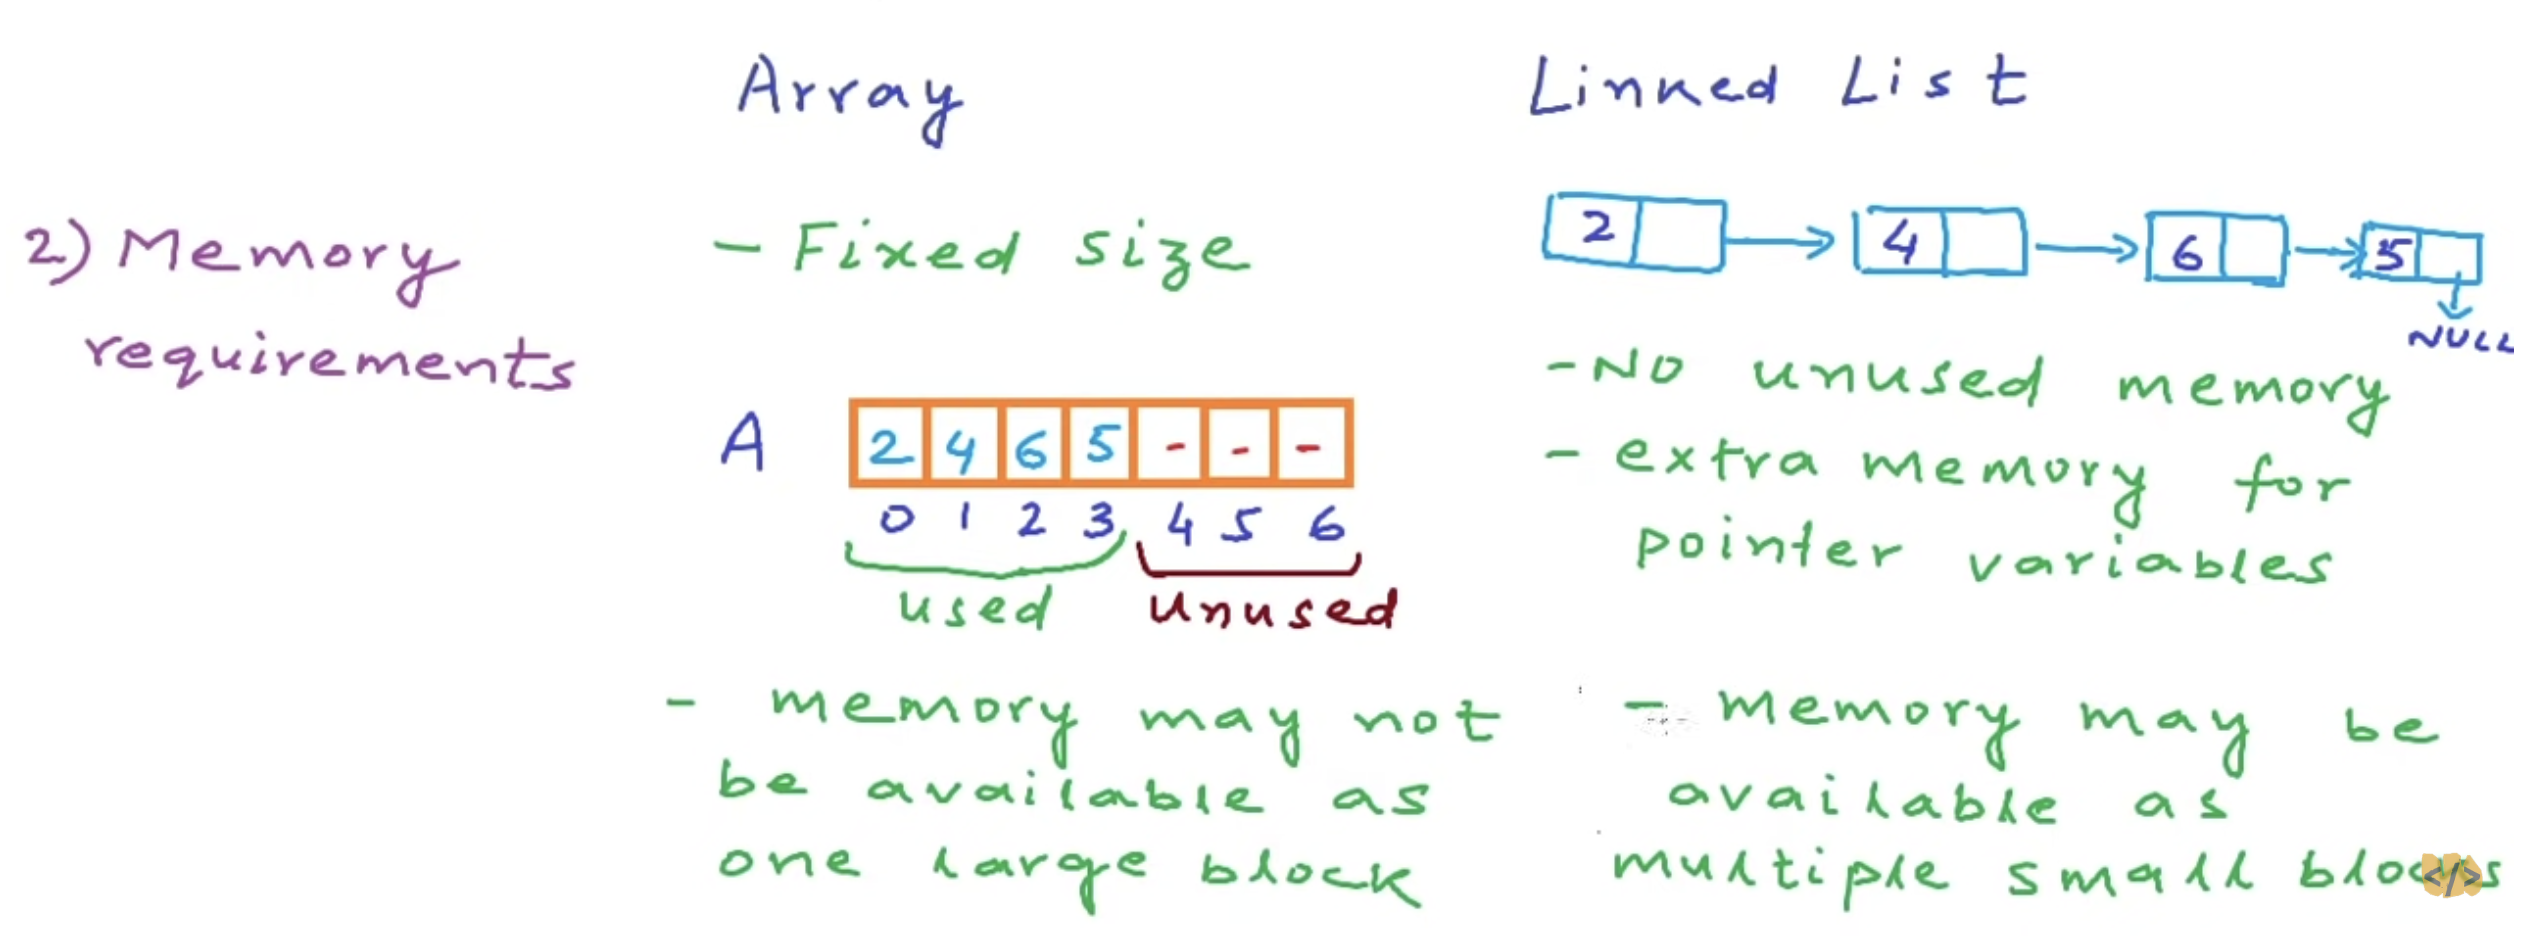 Array
Linked List
2) Memory
requirements
- Fixed size
A
2 4 6 5 - - -
0 1 2 3 4 5 6
used unused
- memory may not
be available as
one large block
2 4 6 5
NULL
- NO unused memory
- extra memory for
pointer variables
- memory may be
available as
multiple small blocks
</>